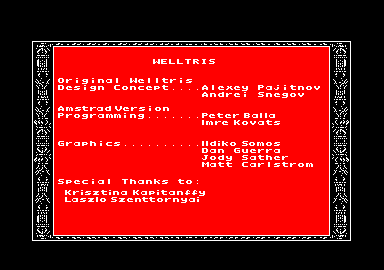 WELLTRIS
Original Welltris
Design Concept....Alexey Pajitnov
Andrei Snegov
Amstrad Version
Programming.......Peter Balla
Imre Kovats
Graphics..........Ildiko Somos
Dan Guerra
Jody Sather
Matt Carlstrom
Special Thanks to:
Krisztina Kapitanffy
Laszlo Szenttornyai